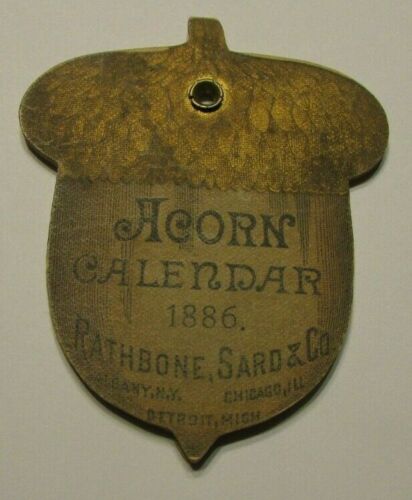 ACORN
CALENDAR
1886.
RATHBONE, SARD & CO
ALBANY, N.Y. CHICAGO, ILL
DETROIT, MICH